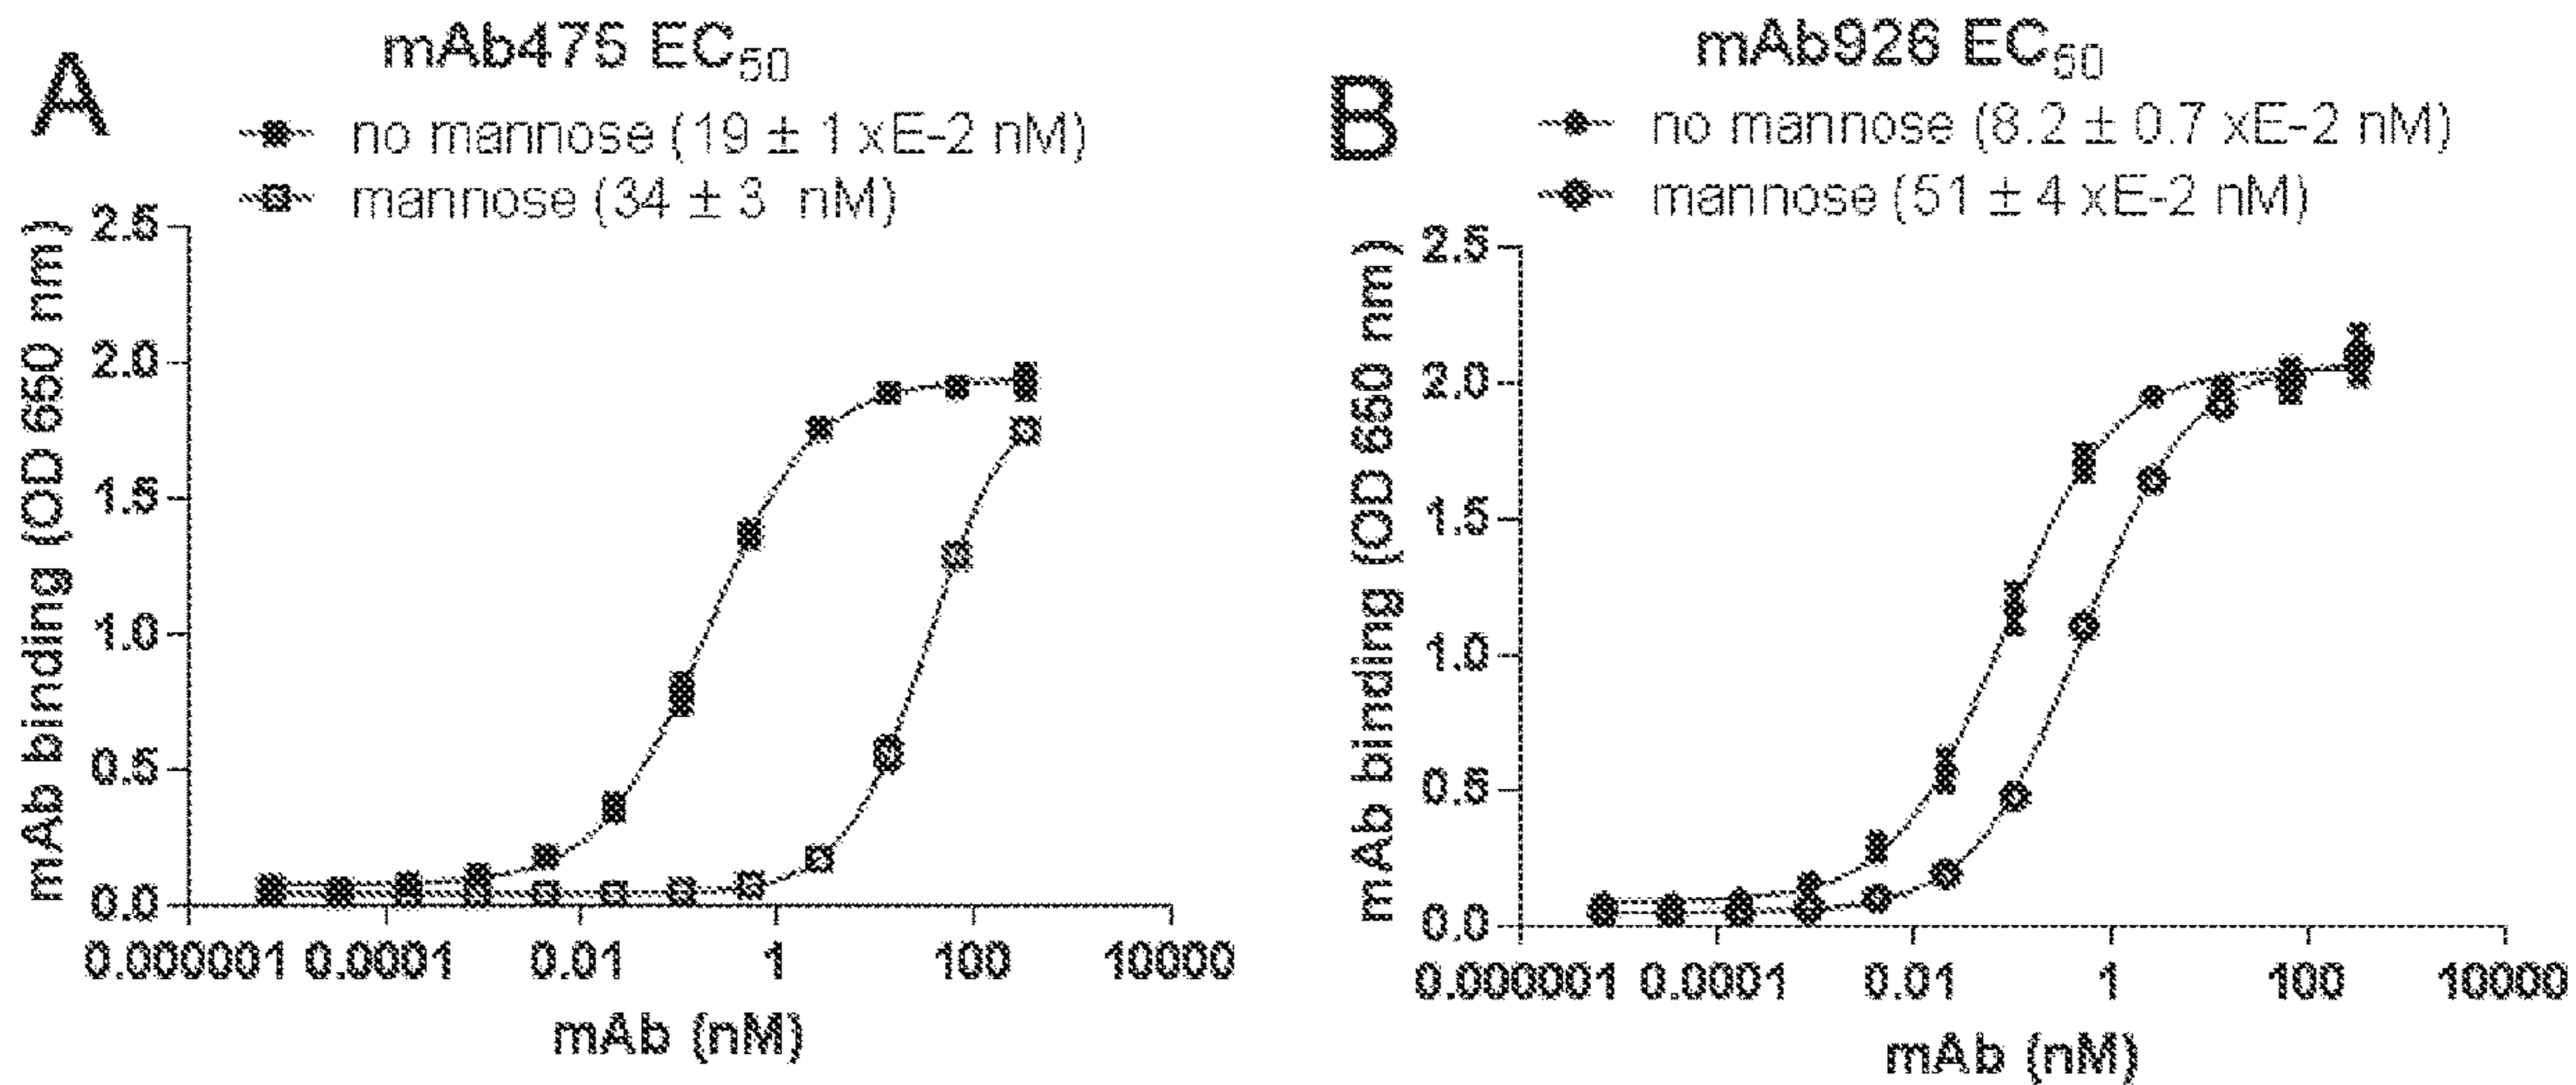 A
mAb475 EC50
no mannose (19 ± 1 xE-2 nM)
mannose (34 ± 3 nM)
mAb binding (OD 650 nm)
2.5
2.0
1.5
1.0
0.5
0.0
0.000001 0.0001 0.01 1 100 10000
mAb (nM)
B
mAb926 EC50
no mannose (8.2 ± 0.7 xE-2 nM)
mannose (51 ± 4 xE-2 nM)
mAb binding (OD 650 nm)
2.5
2.0
1.5
1.0
0.5
0.0
0.000001 0.0001 0.01 1 100 10000
mAb (nM)